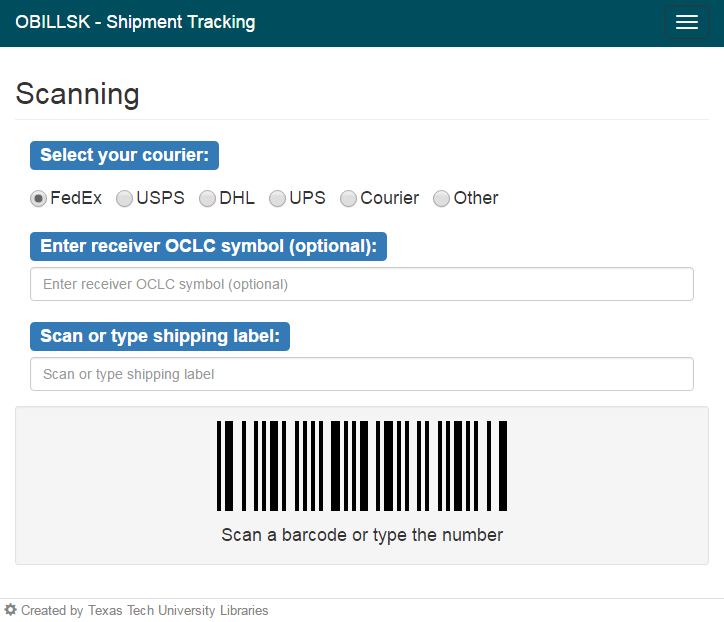 OBILLSK - Shipment Tracking
Scanning
Select your courier:
FedEx USPS DHL UPS Courier Other
Enter receiver OCLC symbol (optional):
Enter receiver OCLC symbol (optional)
Scan or type shipping label:
Scan or type shipping label
Scan a barcode or type the number
Created by Texas Tech University Libraries